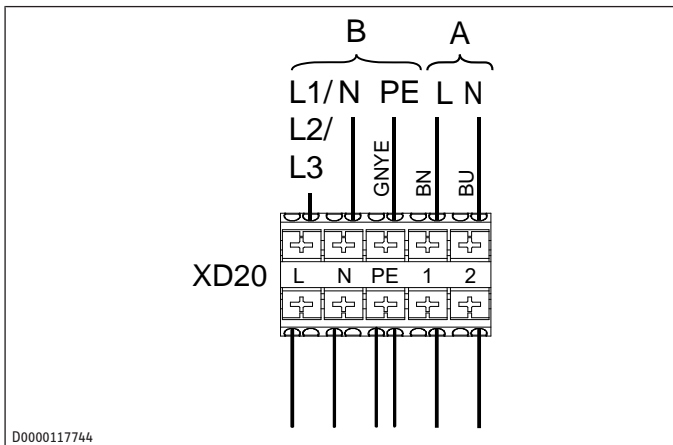 B A
L1/ N PE L N
L2/
L3
GNYE BN BU
XD20 L N PE 1 2
D0000117744